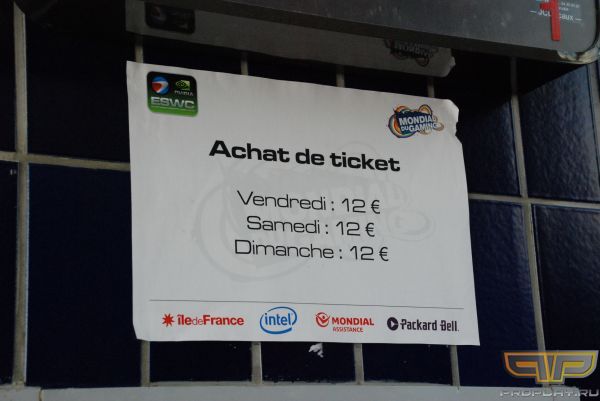 NVIDIA
ESWC
MONDIAL
DU GAMING
Achat de ticket
Vendredi : 12 €
Samedi : 12 €
Dimanche : 12 €
îledeFrance
intel
MONDIAL
ASSISTANCE
Packard Bell.
PROPLAY.RU